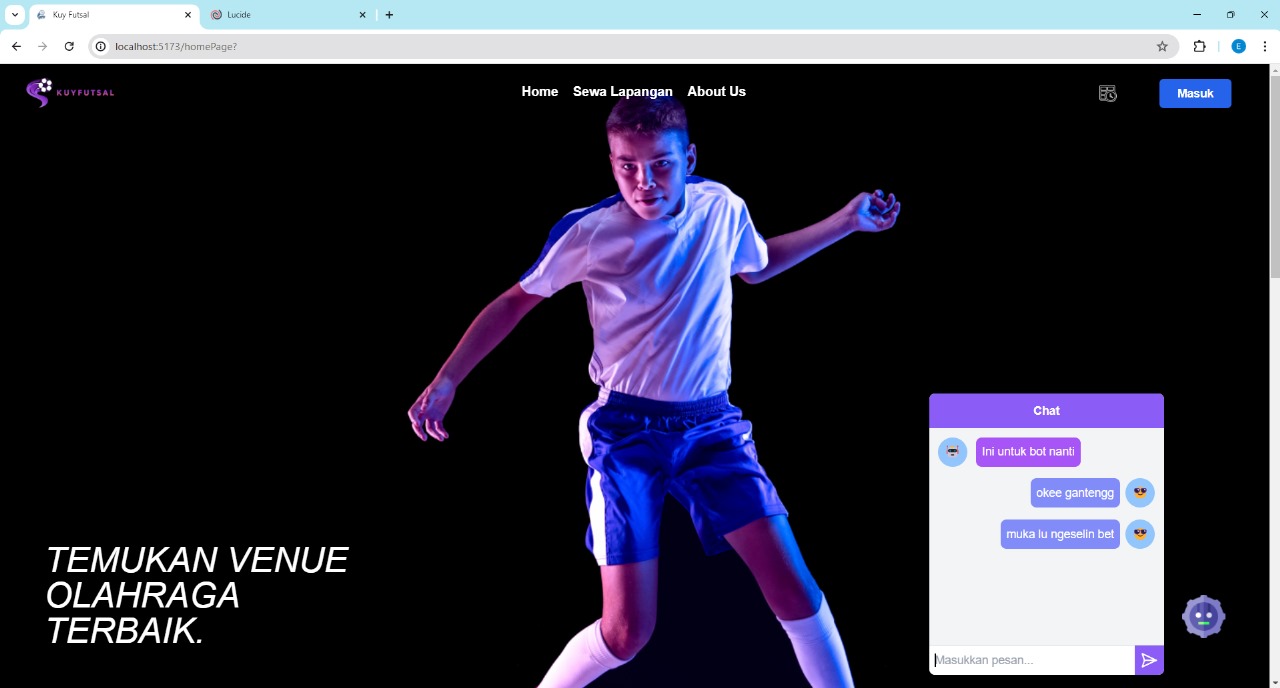 Kuy Futsal
Lucide
localhost:5173/homePage?
E
KUYFUTSAL
Home
Sewa Lapangan
About Us
Masuk
TEMUKAN VENUE
OLAHRAGA
TERBAIK.
Chat
Ini untuk bot nanti
okee gantengg
muka lu ngeselin bet
Masukkan pesan...